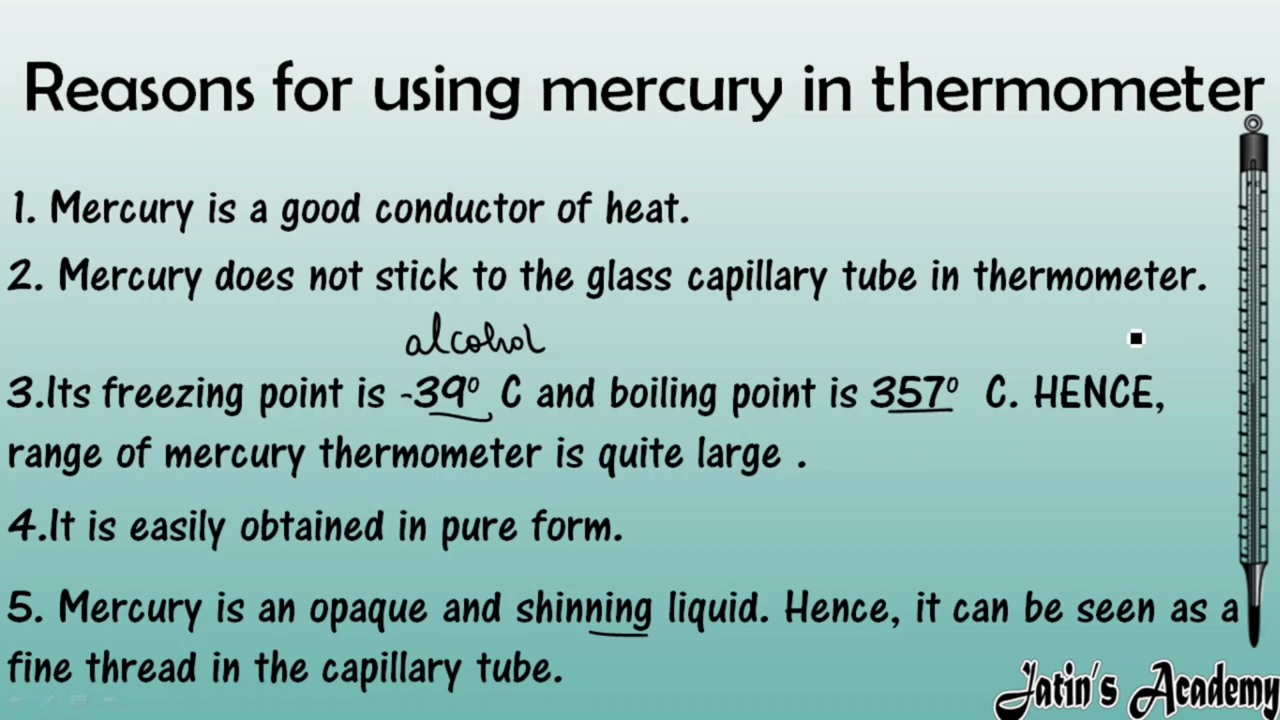 Reasons for using mercury in thermometer
1. Mercury is a good conductor of heat.
2. Mercury does not stick to the glass capillary tube in thermometer.
alcohol
3.Its freezing point is -39⁰ C and boiling point is 357⁰ C. HENCE,
range of mercury thermometer is quite large .
4.It is easily obtained in pure form.
5. Mercury is an opaque and shinning liquid. Hence, it can be seen as a
fine thread in the capillary tube.
Jatin's Academy